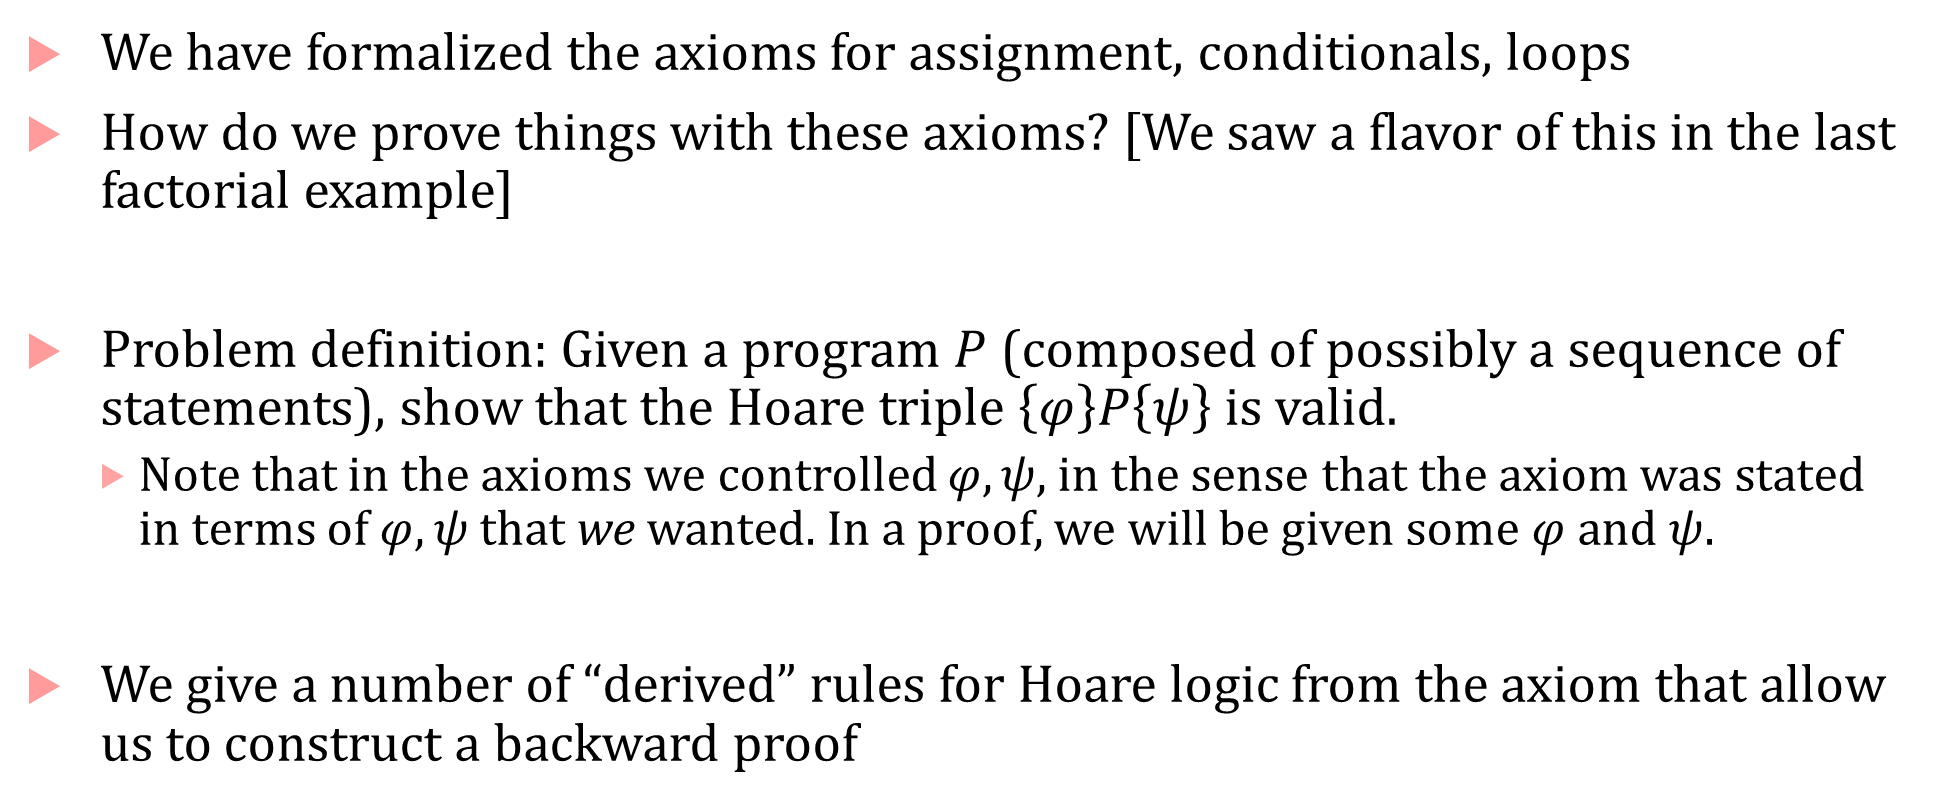 We have formalized the axioms for assignment, conditionals, loops
How do we prove things with these axioms? [We saw a flavor of this in the last
factorial example]
Problem definition: Given a program P (composed of possibly a sequence of
statements), show that the Hoare triple {φ}P{ψ} is valid.
Note that in the axioms we controlled φ, ψ, in the sense that the axiom was stated
in terms of φ, ψ that we wanted. In a proof, we will be given some φ and ψ.
We give a number of “derived” rules for Hoare logic from the axiom that allow
us to construct a backward proof